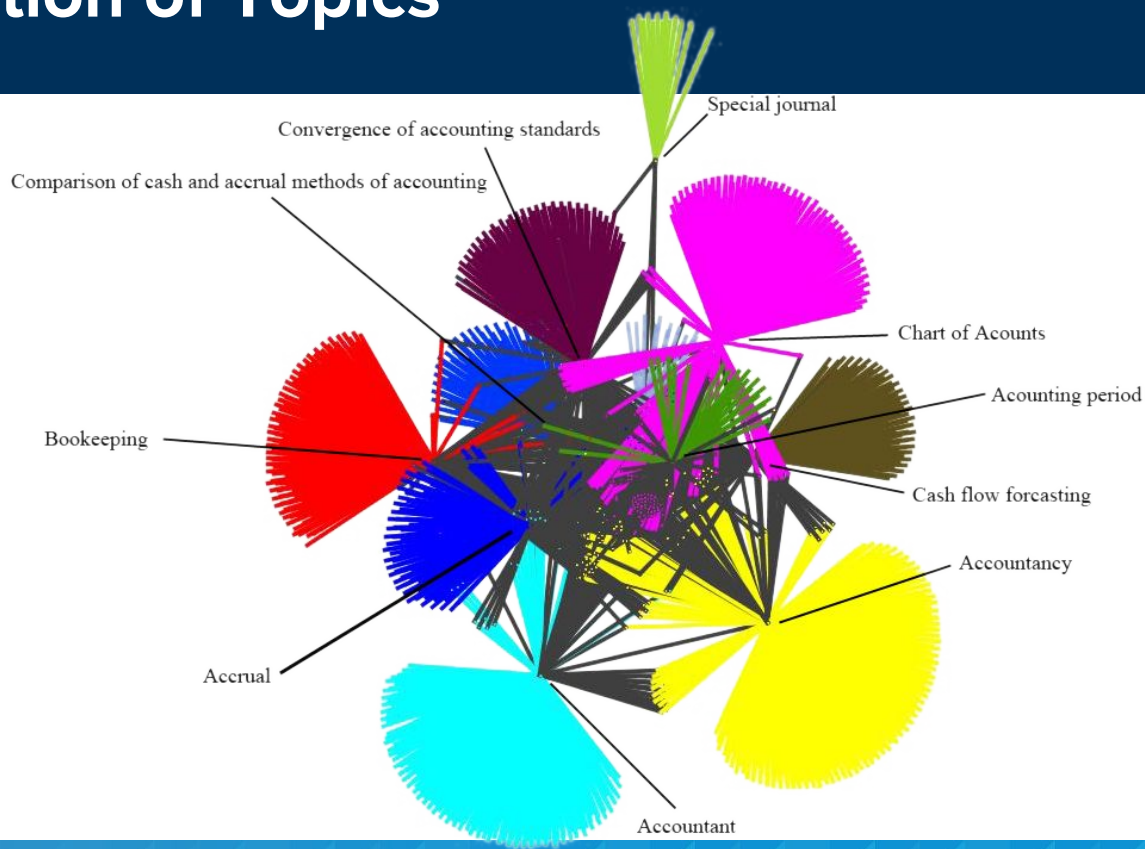 tion of Topics
Special journal
Convergence of accounting standards
Comparison of cash and accrual methods of accounting
Chart of Acounts
Acounting period
Bookeeping
Cash flow forcasting
Accountancy
Accrual
Accountant